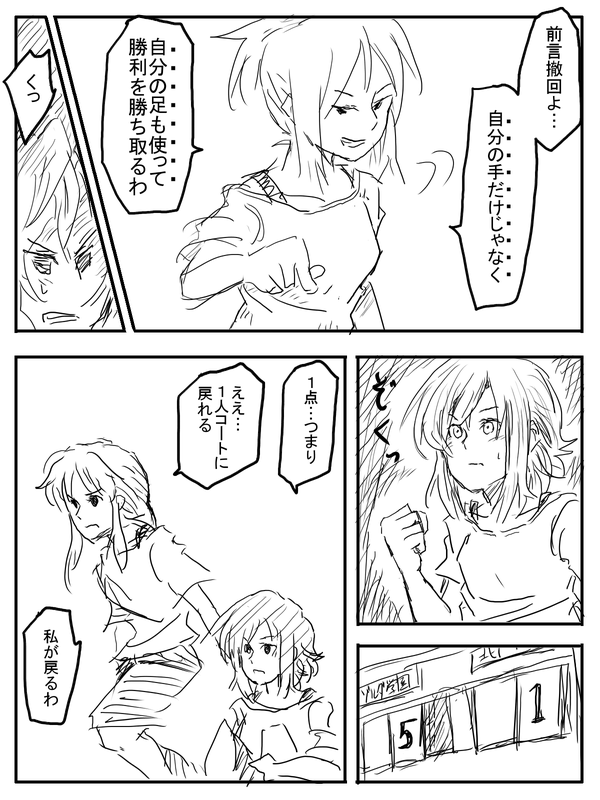 前言撤回よ…
自分の手だけじゃなく
自分の足も使って
勝利を勝ち取るわ
くっ
ぞくっ
1点…つまり
ええ…
1人コートに
戻れる
私が戻るわ
5
1